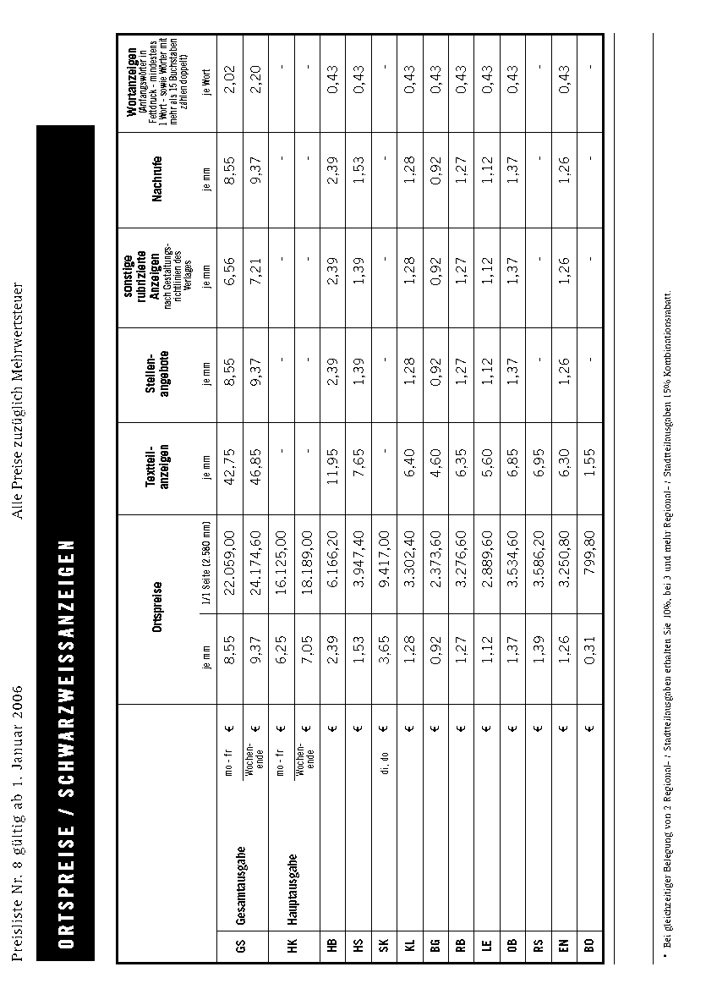 Preisliste Nr. 8 gültig ab 1. Januar 2006 Alle Preise zuzüglich Mehrwertsteuer
ORTSPREISE / SCHWARZWEISSANZEIGEN
Ortspreise
Textteil-
anzeigen
Stellen-
angebote
sonstige
rubrizierte
Anzeigen
nach Gestaltungs-
richtlinien des
Verlages
Nachrufe
Wortanzeigen
(Anfangswörter in
Fettdruck - mindestens
1 Wort - sowie Wörter mit
mehr als 15 Buchstaben
zählen doppelt)
je mm 1/1 Seite (2.580 mm) je mm je mm je mm je mm je Wort
GS Gesamtausgabe mo - fr € 8,55 22.059,00 42,75 8,55 6,56 8,55 2,02
Wochen-
ende € 9,37 24.174,60 46,85 9,37 7,21 9,37 2,20
HK Hauptausgabe mo - fr € 6,25 16.125,00 - - - - -
Wochen-
ende € 7,05 18.189,00 - - - - -
HB € 2,39 6.166,20 11,95 2,39 2,39 2,39 0,43
HS € 1,53 3.947,40 7,65 1,39 1,39 1,53 0,43
SK di, do € 3,65 9.417,00 - - - - -
KL € 1,28 3.302,40 6,40 1,28 1,28 1,28 0,43
BG € 0,92 2.373,60 4,60 0,92 0,92 0,92 0,43
RB € 1,27 3.276,60 6,35 1,27 1,27 1,27 0,43
LE € 1,12 2.889,60 5,60 1,12 1,12 1,12 0,43
OB € 1,37 3.534,60 6,85 1,37 1,37 1,37 0,43
RS € 1,39 3.586,20 6,95 - - - -
EN € 1,26 3.250,80 6,30 1,26 1,26 1,26 0,43
BO € 0,31 799,80 1,55 - - - -
* Bei gleichzeitiger Belegung von 2 Regional- / Stadtteilausgaben erhalten Sie 10%, bei 3 und mehr Regional- / Stadtteilausgaben 15% Kombinationsrabatt.